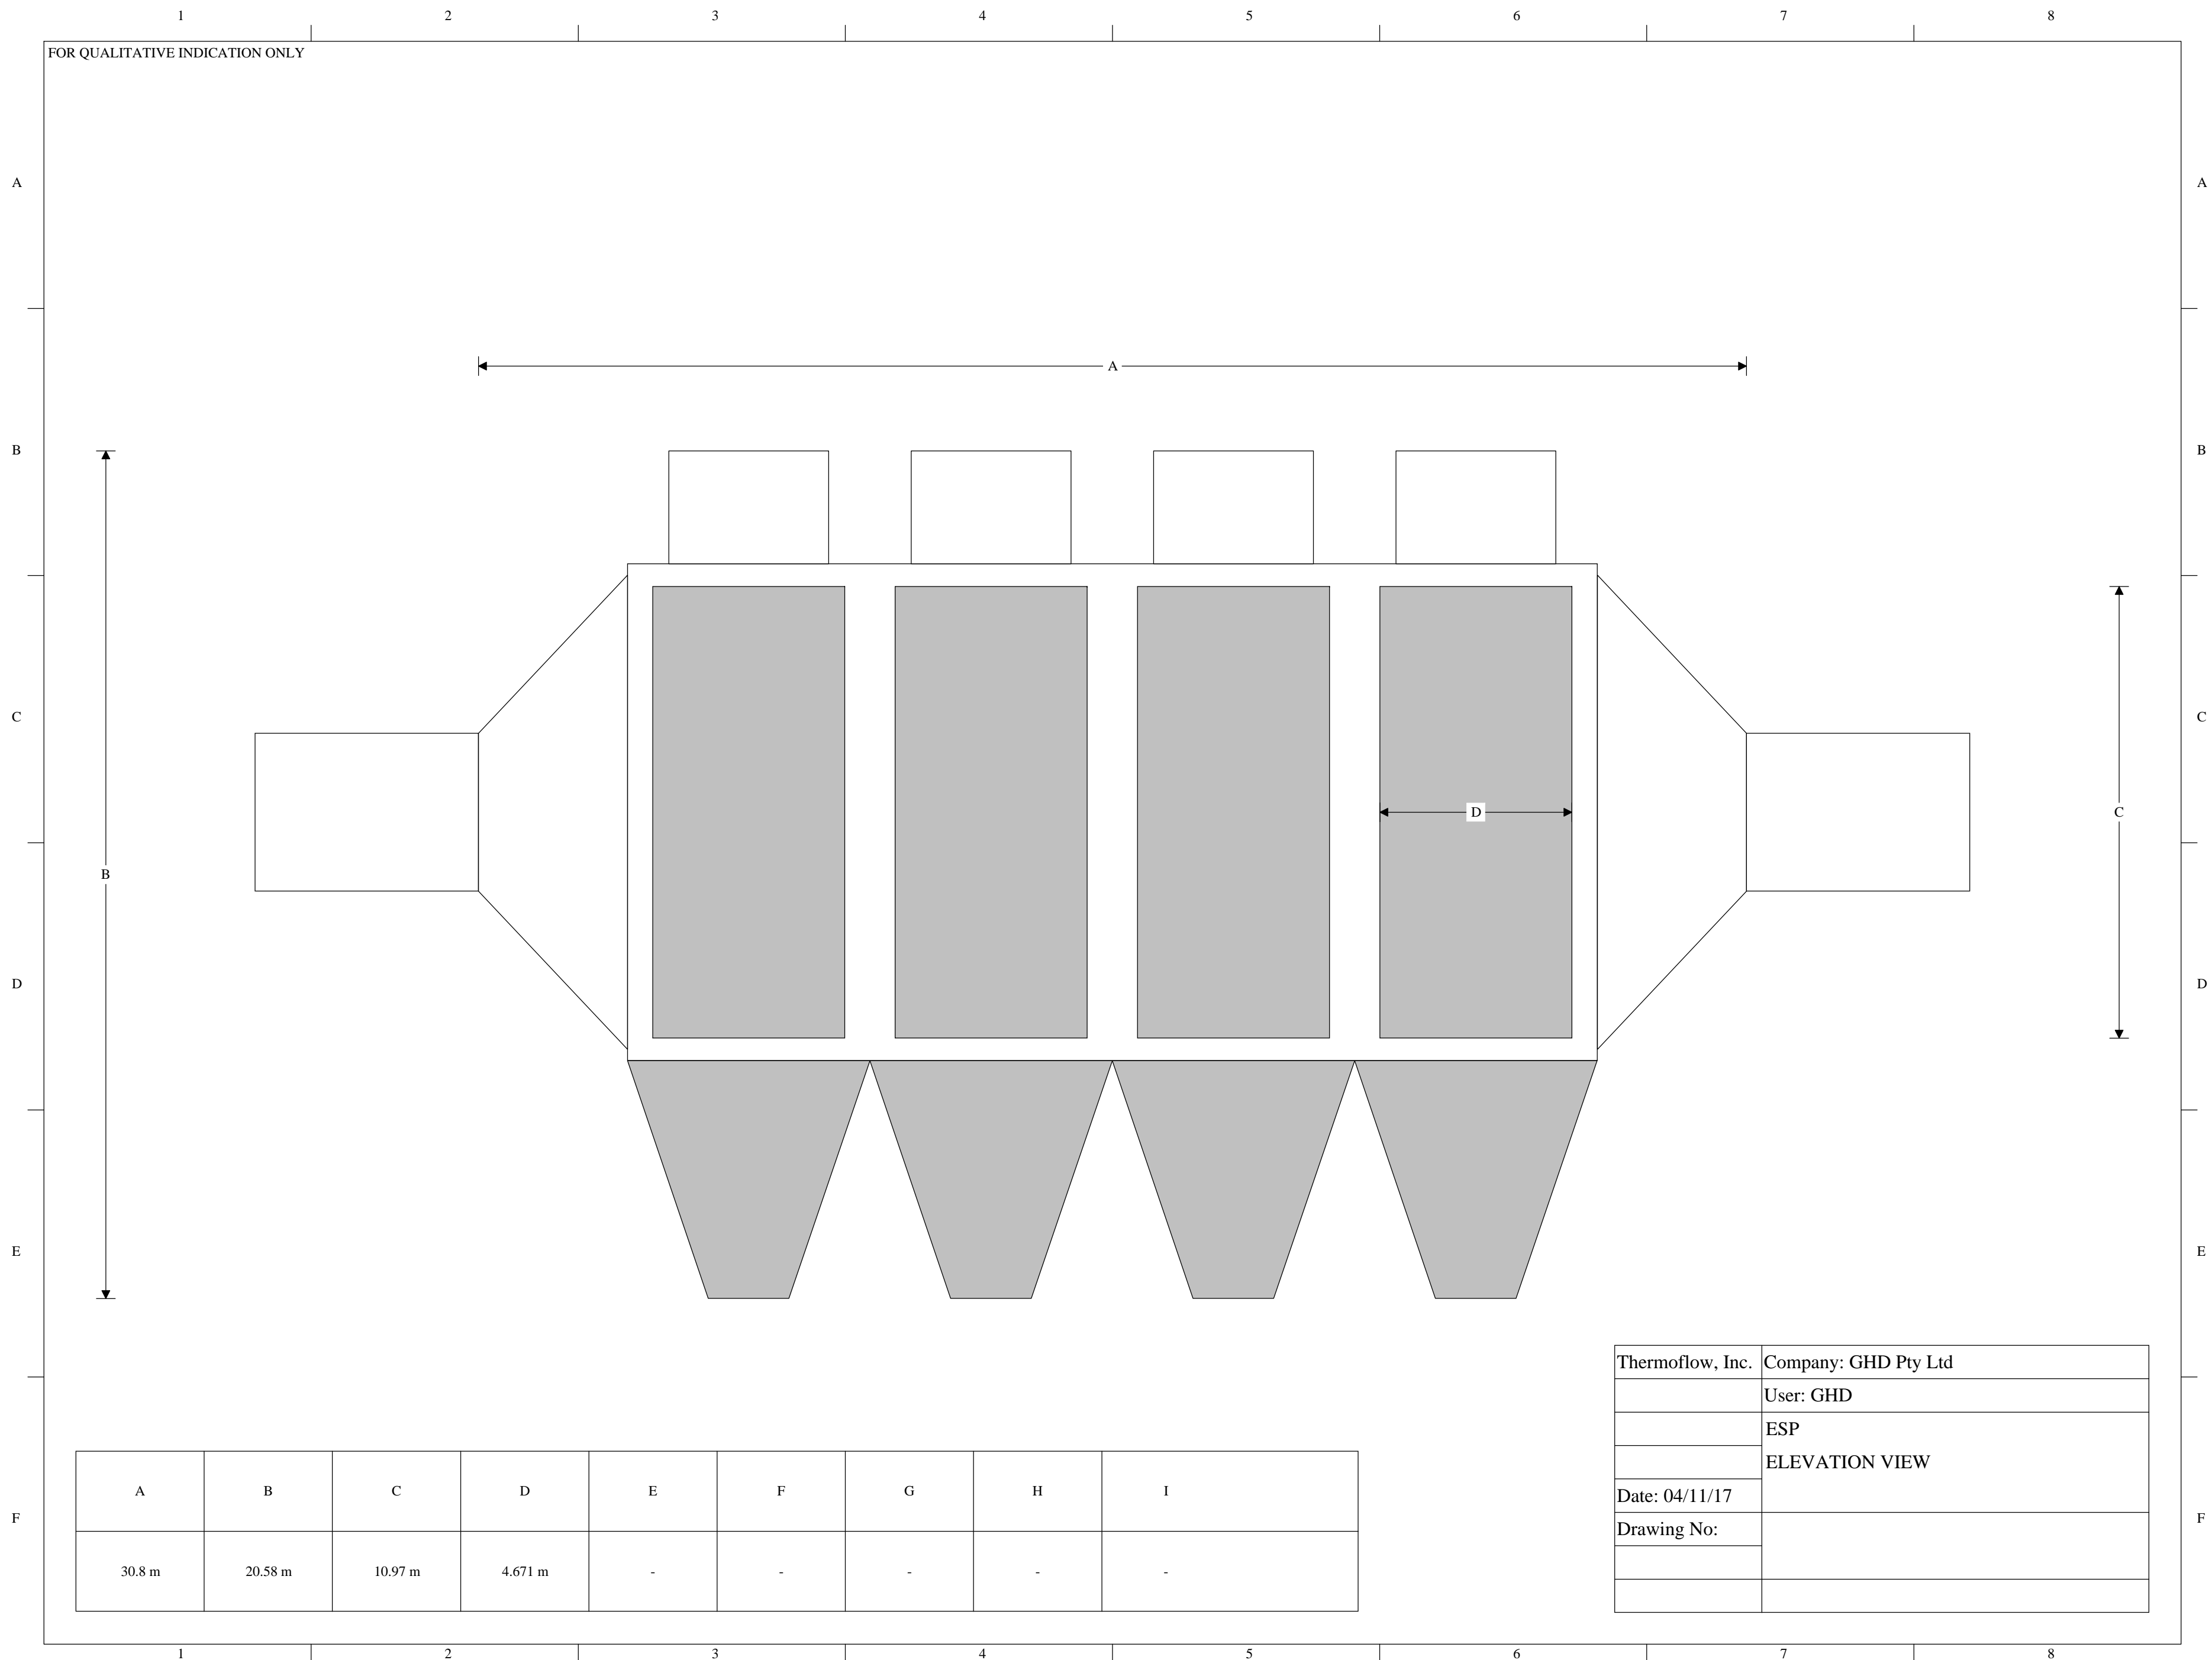 1 2 3 4 5 6 7 8
FOR QUALITATIVE INDICATION ONLY
A A
A
B B
C C
D C
B
D D
E E
Thermoflow, Inc. Company: GHD Pty Ltd
User: GHD
ESP
ELEVATION VIEW
Date: 04/11/17
Drawing No:
A B C D E F G H I
F F
30.8 m 20.58 m 10.97 m 4.671 m - - - - -
1 2 3 4 5 6 7 8